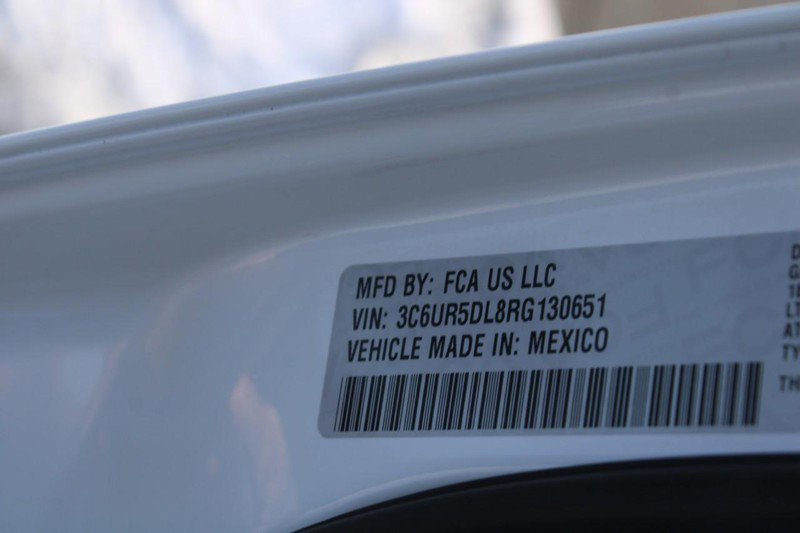 MFD BY: FCA US LLC
VIN: 3C6UR5DL8RG130651
VEHICLE MADE IN: MEXICO